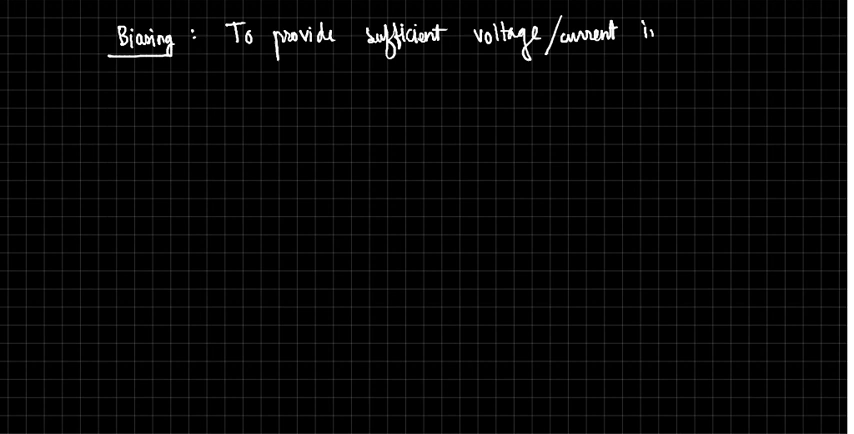 Biasing : To provide sufficient voltage/current